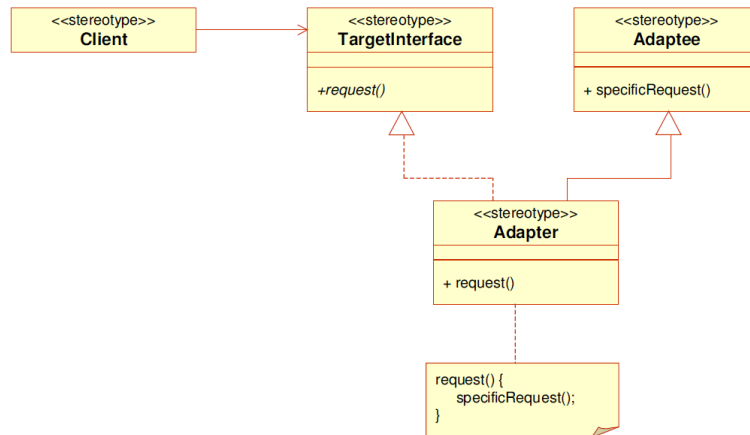 <<stereotype>>
Client
<<stereotype>>
TargetInterface
+request()
<<stereotype>>
Adaptee
+ specificRequest()
<<stereotype>>
Adapter
+ request()
request() {
specificRequest();
}